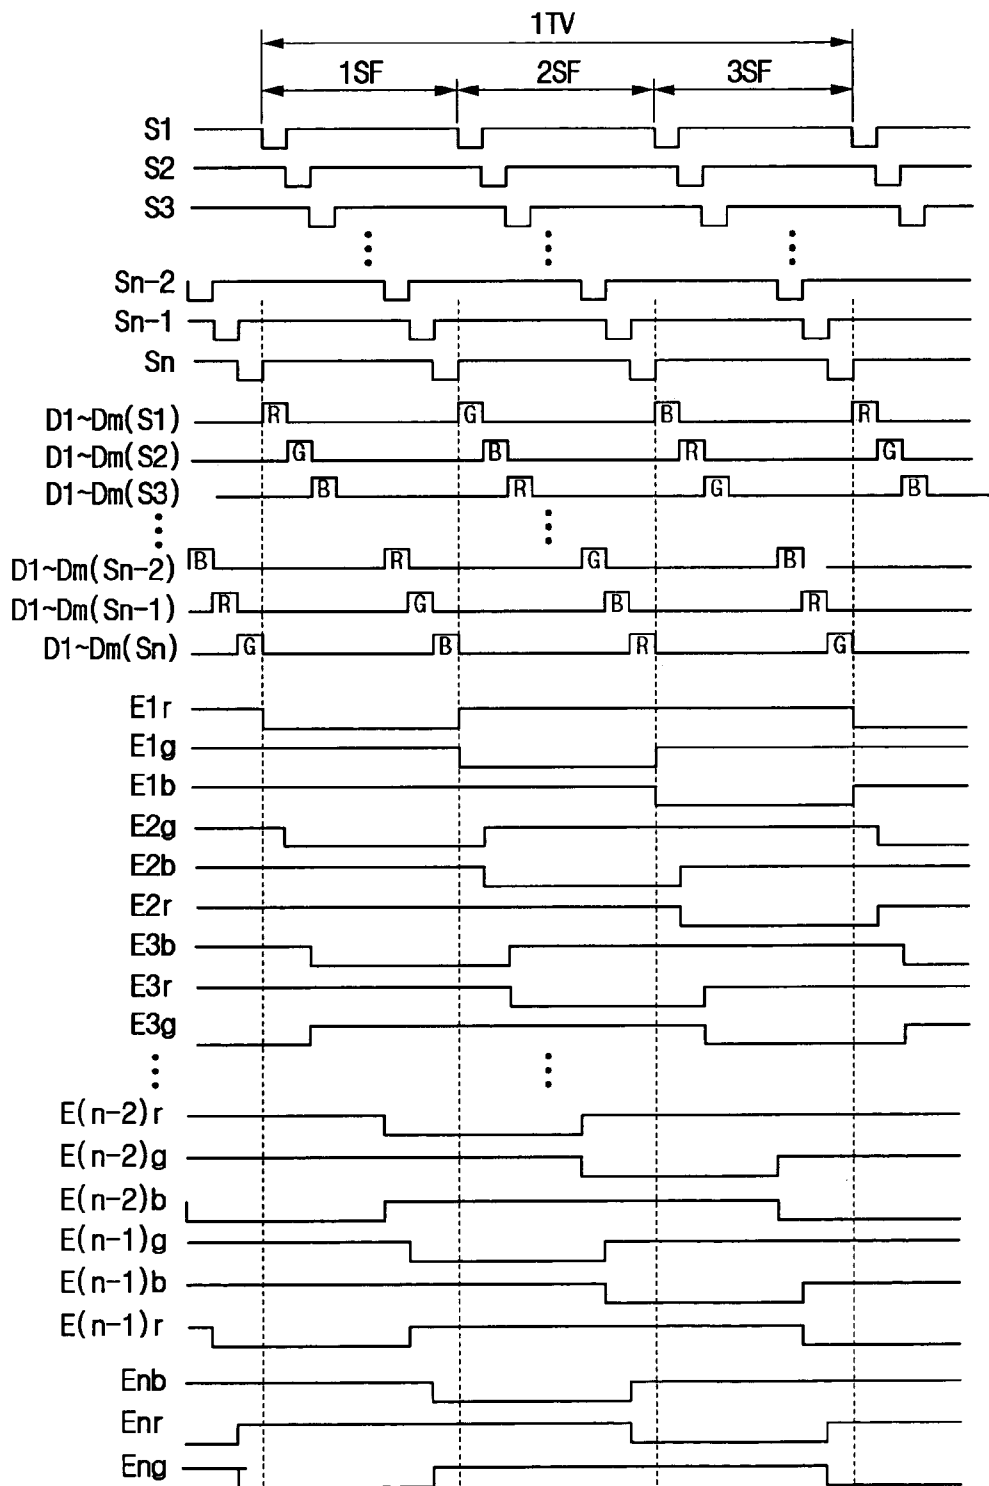 1TV
1SF 2SF 3SF
S1
S2
S3
Sn-2
Sn-1
Sn
D1~Dm(S1) R G B R
D1~Dm(S2) G B R G
D1~Dm(S3) B R G B
D1~Dm(Sn-2) B R G B
D1~Dm(Sn-1) R G B R
D1~Dm(Sn) G B R G
E1r
E1g
E1b
E2g
E2b
E2r
E3b
E3r
E3g
E(n-2)r
E(n-2)g
E(n-2)b
E(n-1)g
E(n-1)b
E(n-1)r
Enb
Enr
Eng